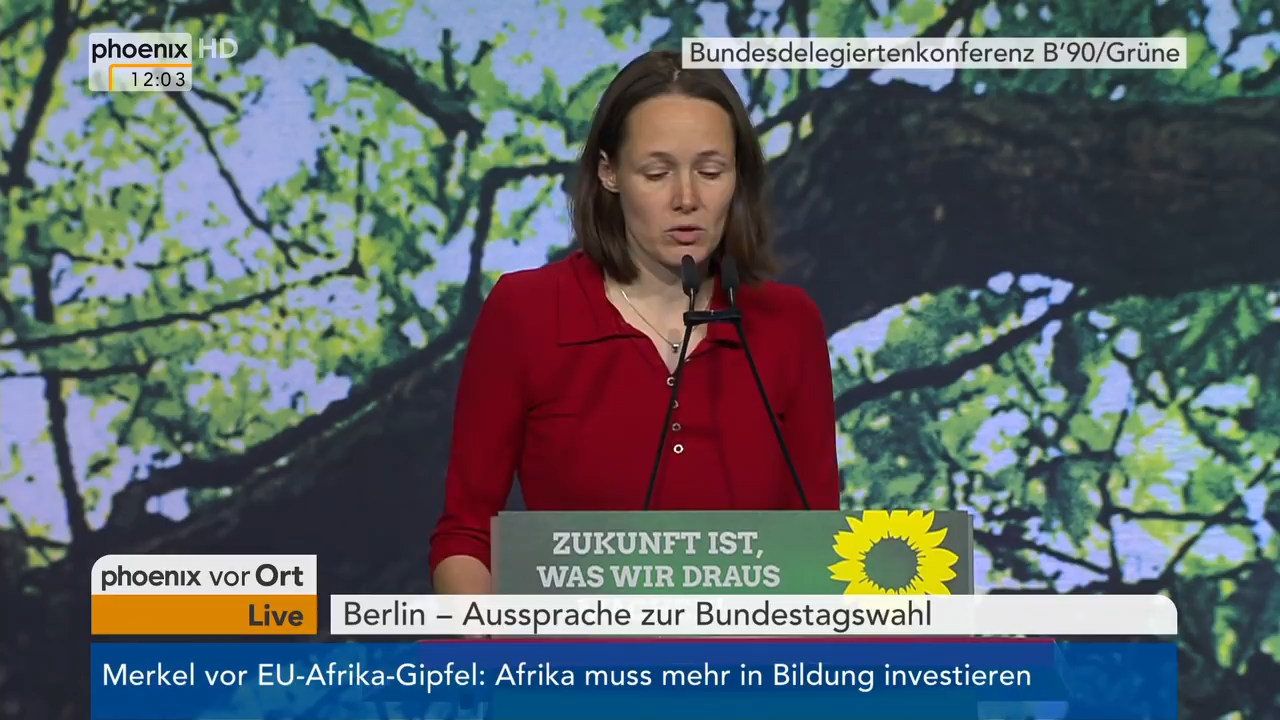 phoenix HD
12:03
Bundesdelegiertenkonferenz B'90/Grüne
ZUKUNFT IST,
WAS WIR DRAUS
phoenix vor Ort
Live
Berlin – Aussprache zur Bundestagswahl
Merkel vor EU-Afrika-Gipfel: Afrika muss mehr in Bildung investieren